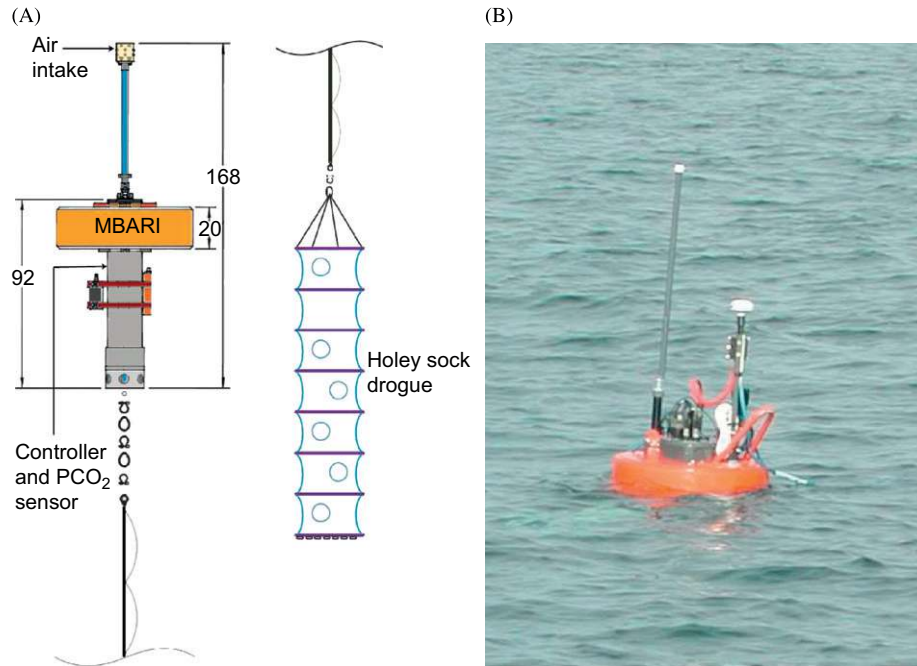 (A)
(B)
Air
intake
168
MBARI
20
92
Holey sock
drogue
Controller
and PCO₂
sensor